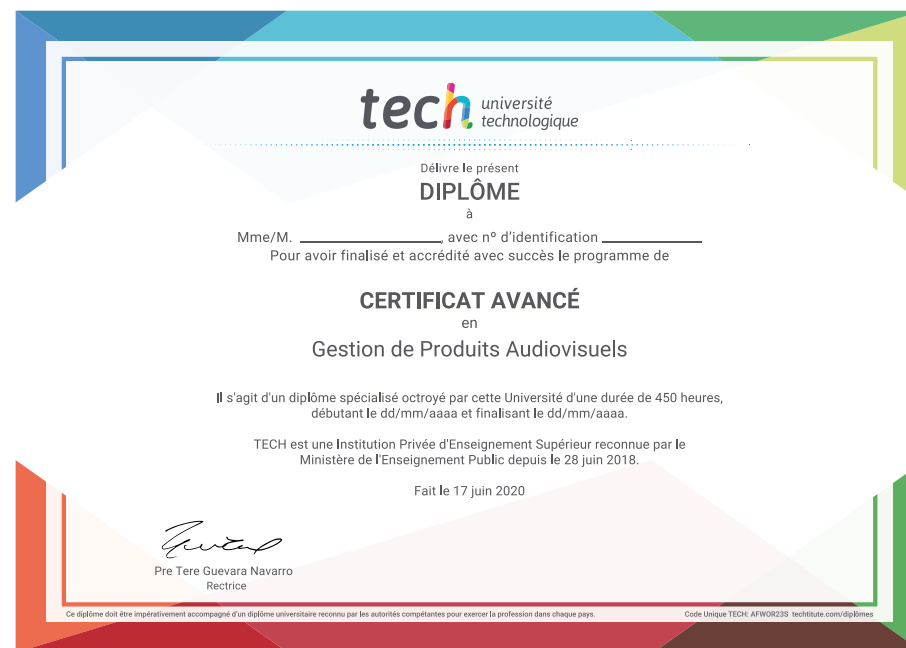 tech université
technologique
Délivre le présent
DIPLÔME
à
Mme/M. ____________________, avec nº d'identification ______________
Pour avoir finalisé et accrédité avec succès le programme de
CERTIFICAT AVANCÉ
en
Gestion de Produits Audiovisuels
Il s'agit d'un diplôme spécialisé octroyé par cette Université d'une durée de 450 heures,
débutant le dd/mm/aaaa et finalisant le dd/mm/aaaa.
TECH est une Institution Privée d'Enseignement Supérieur reconnue par le
Ministère de l'Enseignement Public depuis le 28 juin 2018.
Fait le 17 juin 2020
Pre Tere Guevara Navarro
Rectrice
Ce diplôme doit être impérativement accompagné d'un diplôme universitaire reconnu par les autorités compétentes pour exercer la profession dans chaque pays.
Code Unique TECH: AFWOR23S techtitute.com/diplômes